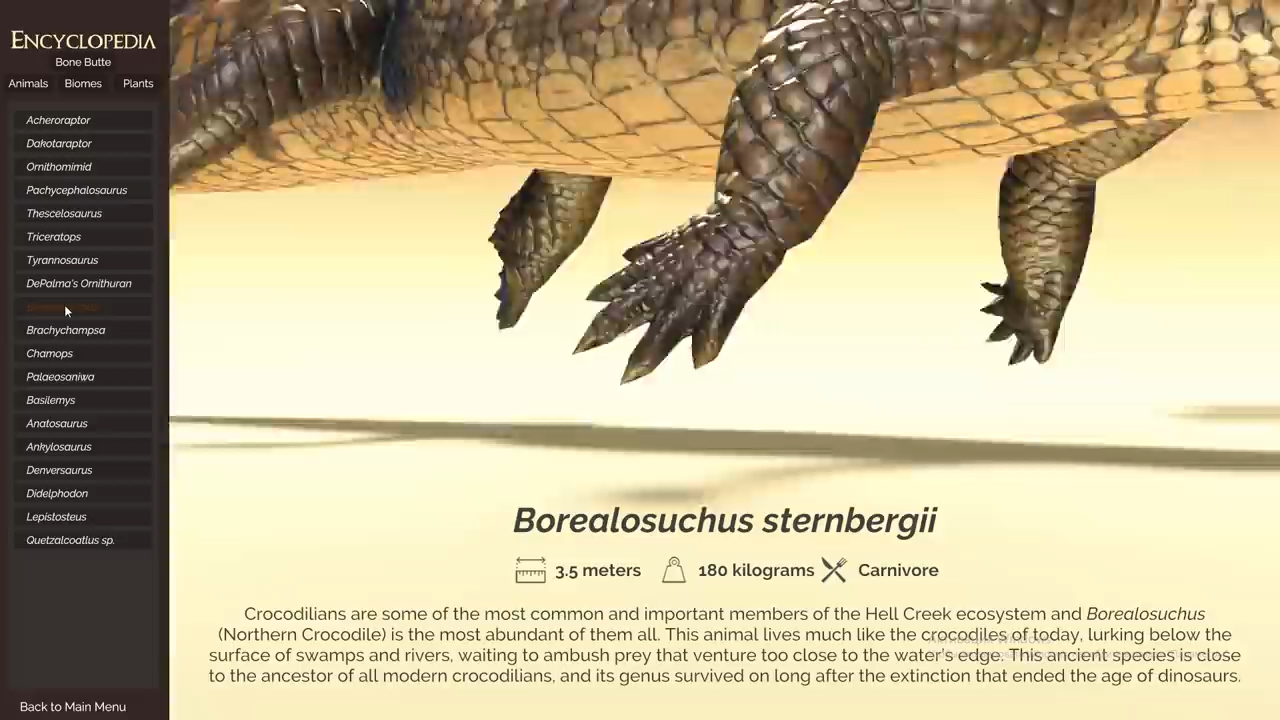 ENCYCLOPEDIA
Bone Butte
Animals Biomes Plants
Acheroraptor
Dakotaraptor
Ornithomimid
Pachycephalosaurus
Thescelosaurus
Triceratops
Tyrannosaurus
DePalma's Ornithuran
Brachychampsa
Chamops
Palaeosaniwa
Basilemys
Anatosaurus
Ankylosaurus
Denversaurus
Didelphodon
Lepistosteus
Quetzalcoatlus sp.
Back to Main Menu
Borealosuchus sternbergii
3.5 meters 180 kilograms Carnivore
Crocodilians are some of the most common and important members of the Hell Creek ecosystem and Borealosuchus
(Northern Crocodile) is the most abundant of them all. This animal lives much like the crocodiles of today, lurking below the
surface of swamps and rivers, waiting to ambush prey that venture too close to the water's edge. This ancient species is close
to the ancestor of all modern crocodilians, and its genus survived on long after the extinction that ended the age of dinosaurs.